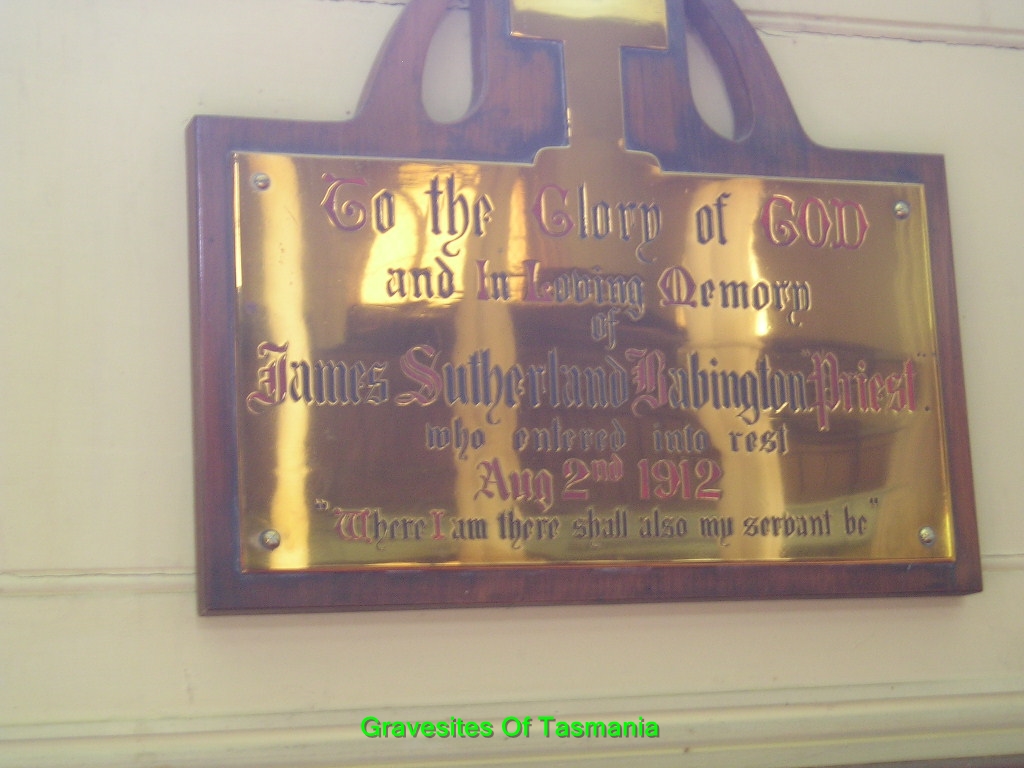 To the Glory of GOD
and In Loving Memory
of
James Sutherland Babington "Priest".
who entered into rest
Aug 2nd 1912
"Where I am there shall also my servant be"
Gravesites Of Tasmania